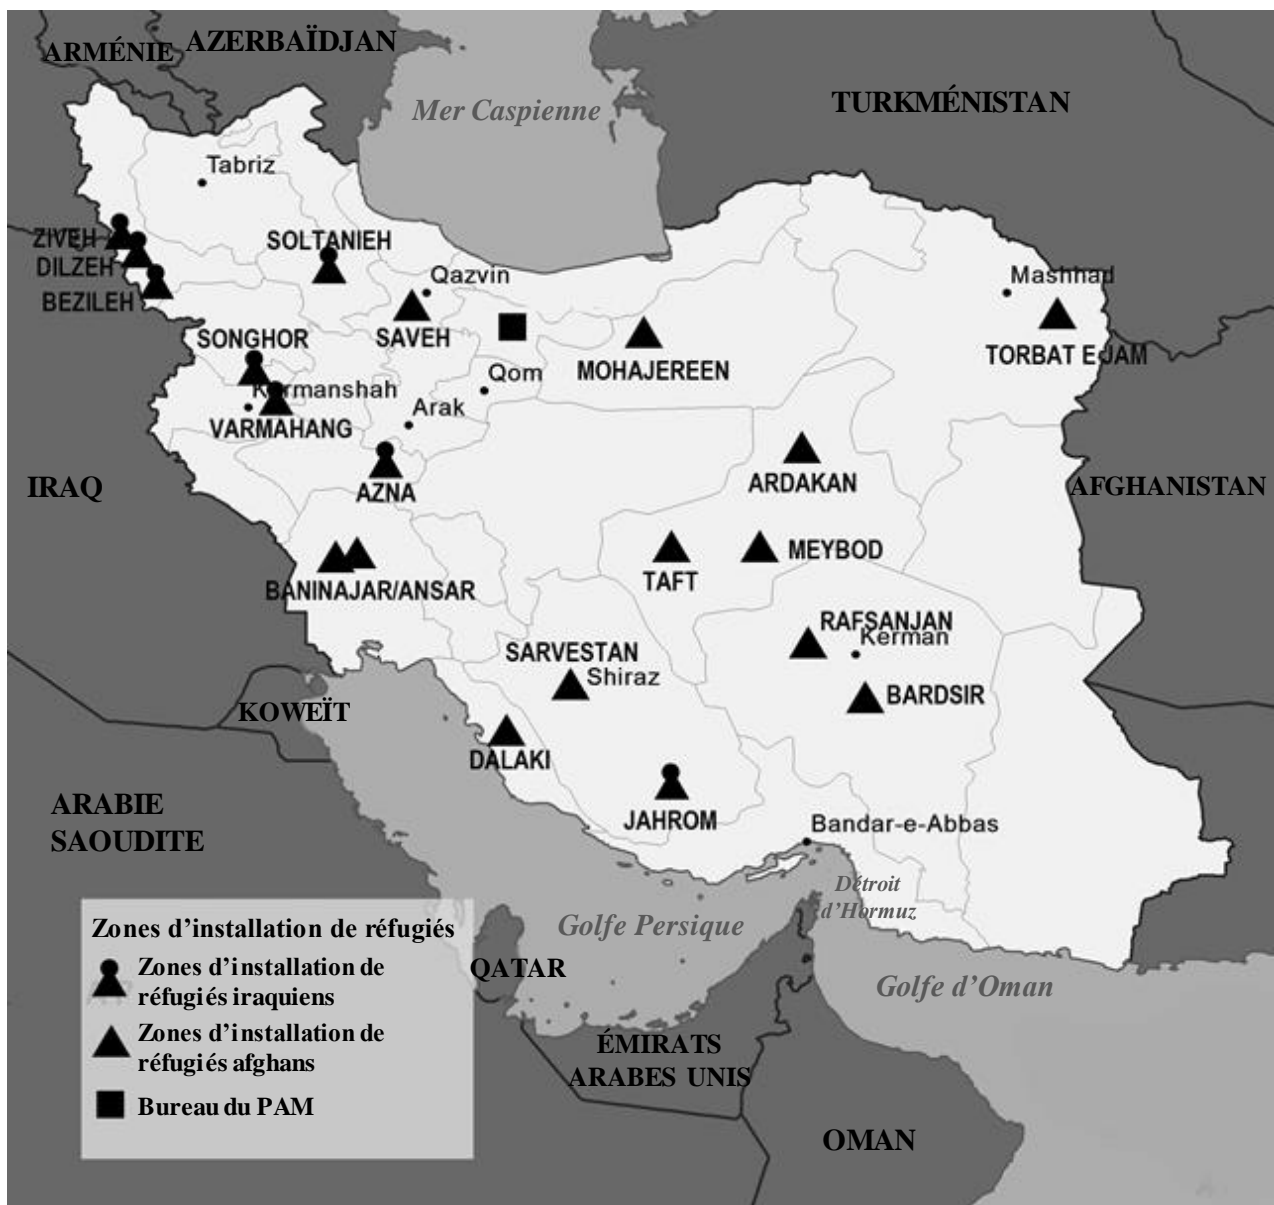 ARMÉNIE
AZERBAÏDJAN
Mer Caspienne
TURKMÉNISTAN
Tabriz
ZIVEH
DILZEH
BEZILEH
SOLTANIEH
Qazvin
SAVEH
Mashhad
TORBAT E JAM
MOHAJEREEN
SONGHOR
Kermanshah
VARMAHANG
Qom
Arak
AZNA
ARDAKAN
IRAQ
AFGHANISTAN
MEYBOD
TAFT
BANINAJAR/ANSAR
RAFSANJAN
Kerman
SARVESTAN
Shiraz
BARDSIR
KOWEÏT
DALAKI
JAHROM
Bandar-e-Abbas
ARABIE
SAOUDITE
Détroit
d’Hormuz
Golfe Persique
QATAR
Golfe d’Oman
ÉMIRATS
ARABES UNIS
OMAN
Zones d’installation de réfugiés
Zones d’installation de
réfugiés iraquiens
Zones d’installation de
réfugiés afghans
Bureau du PAM